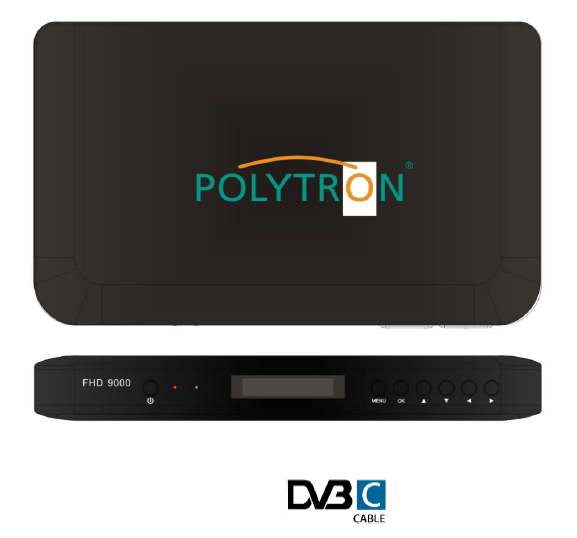 POLYTRON®
FHD 9000
MENU OK
DVB C
CABLE